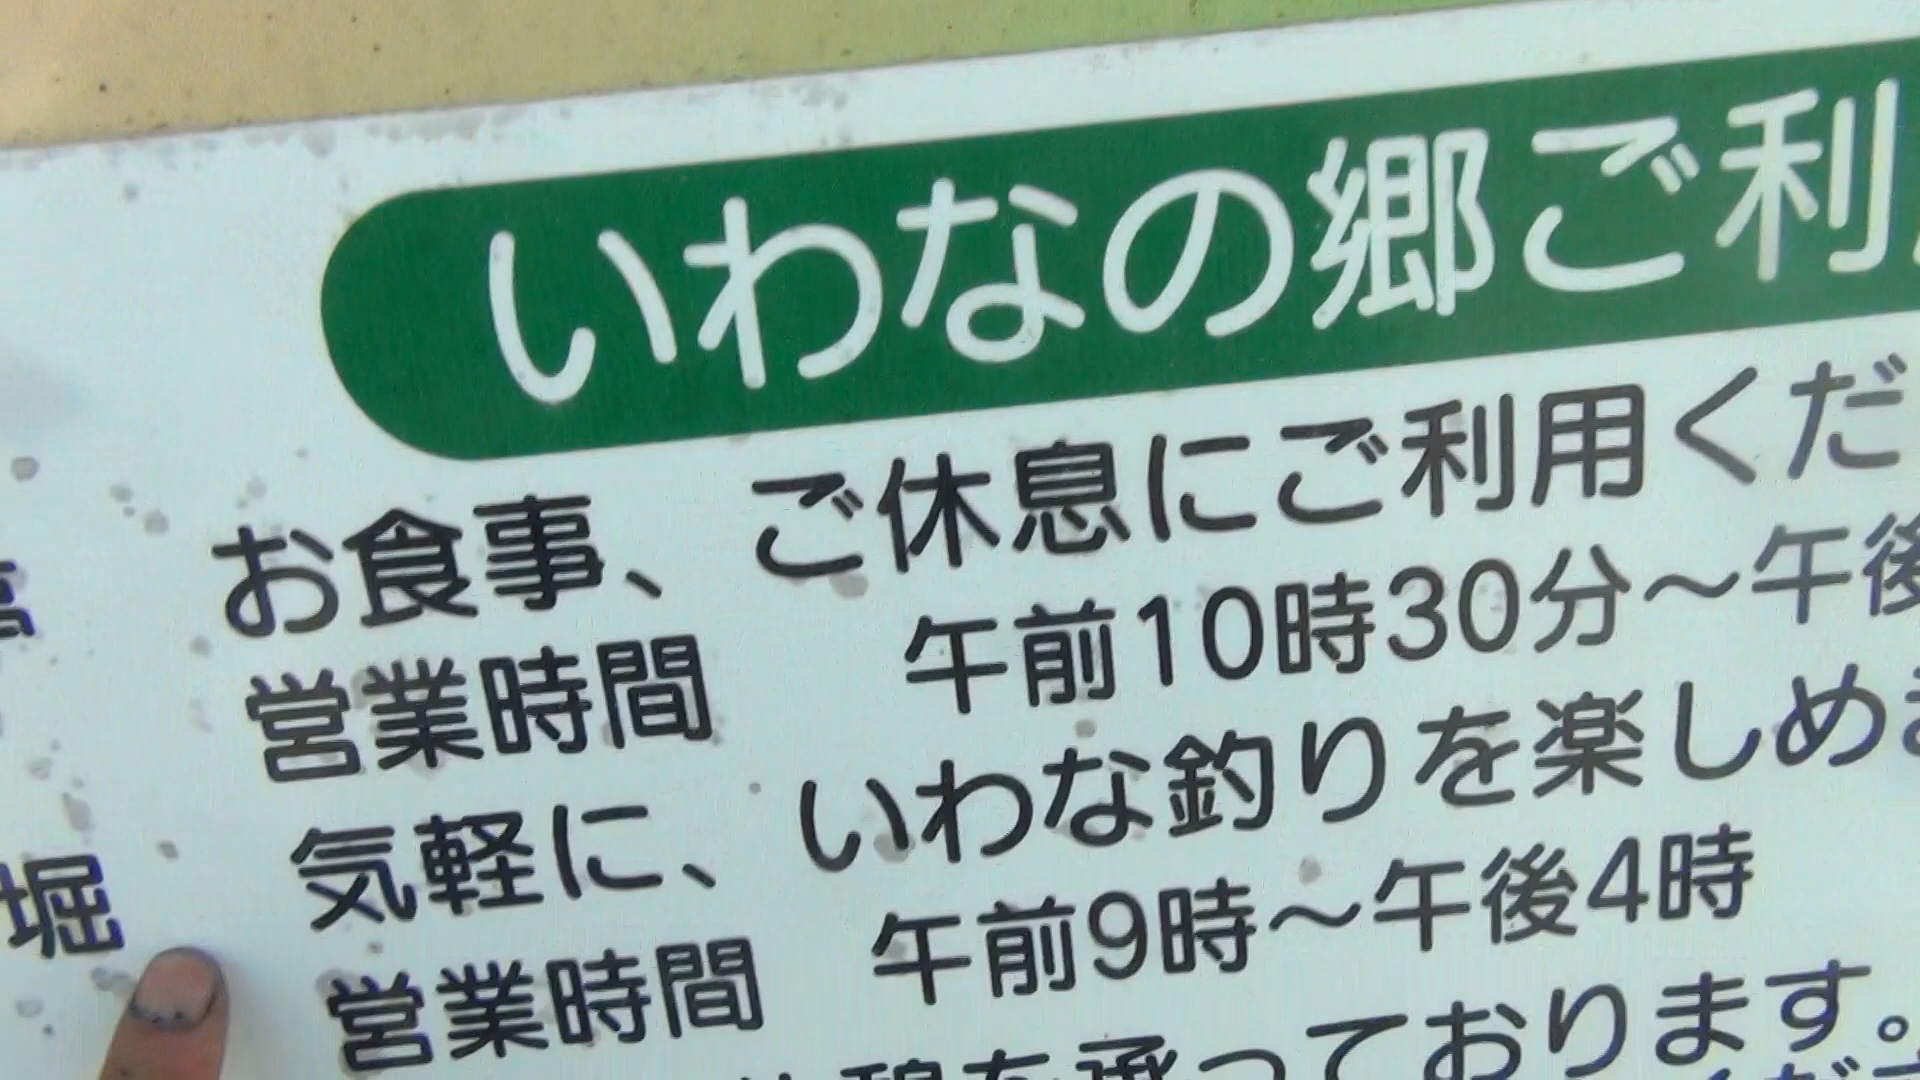 いわなの郷ご利
お食事、ご休息にご利用くだ
営業時間 午前10時30分～午後
堀 気軽に、いわな釣りを楽しめま
営業時間 午前9時～午後4時
を承っております。